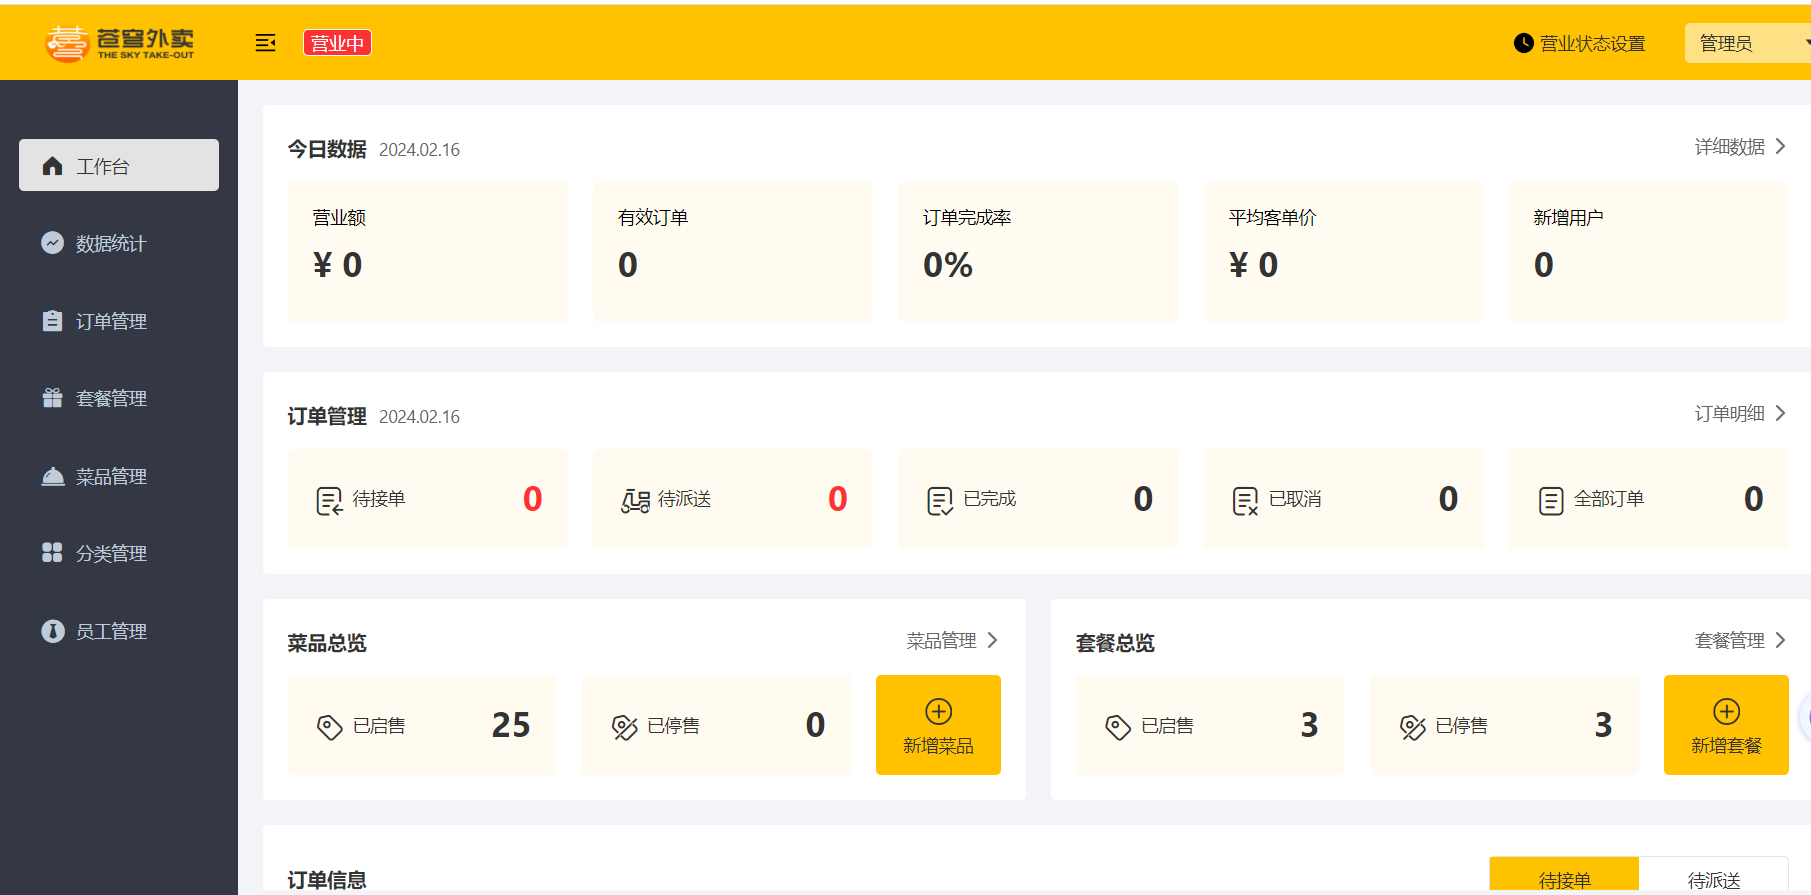 苍穹外卖
THE SKY TAKE-OUT
营业中
营业状态设置
管理员
工作台
数据统计
订单管理
套餐管理
菜品管理
分类管理
员工管理
今日数据 2024.02.16
详细数据
营业额
¥ 0
有效订单
0
订单完成率
0%
平均客单价
¥ 0
新增用户
0
订单管理 2024.02.16
订单明细
待接单 0
待派送 0
已完成 0
已取消 0
全部订单 0
菜品总览
菜品管理
已启售 25
已停售 0
新增菜品
套餐总览
套餐管理
已启售 3
已停售 3
新增套餐
订单信息
待接单
待派送